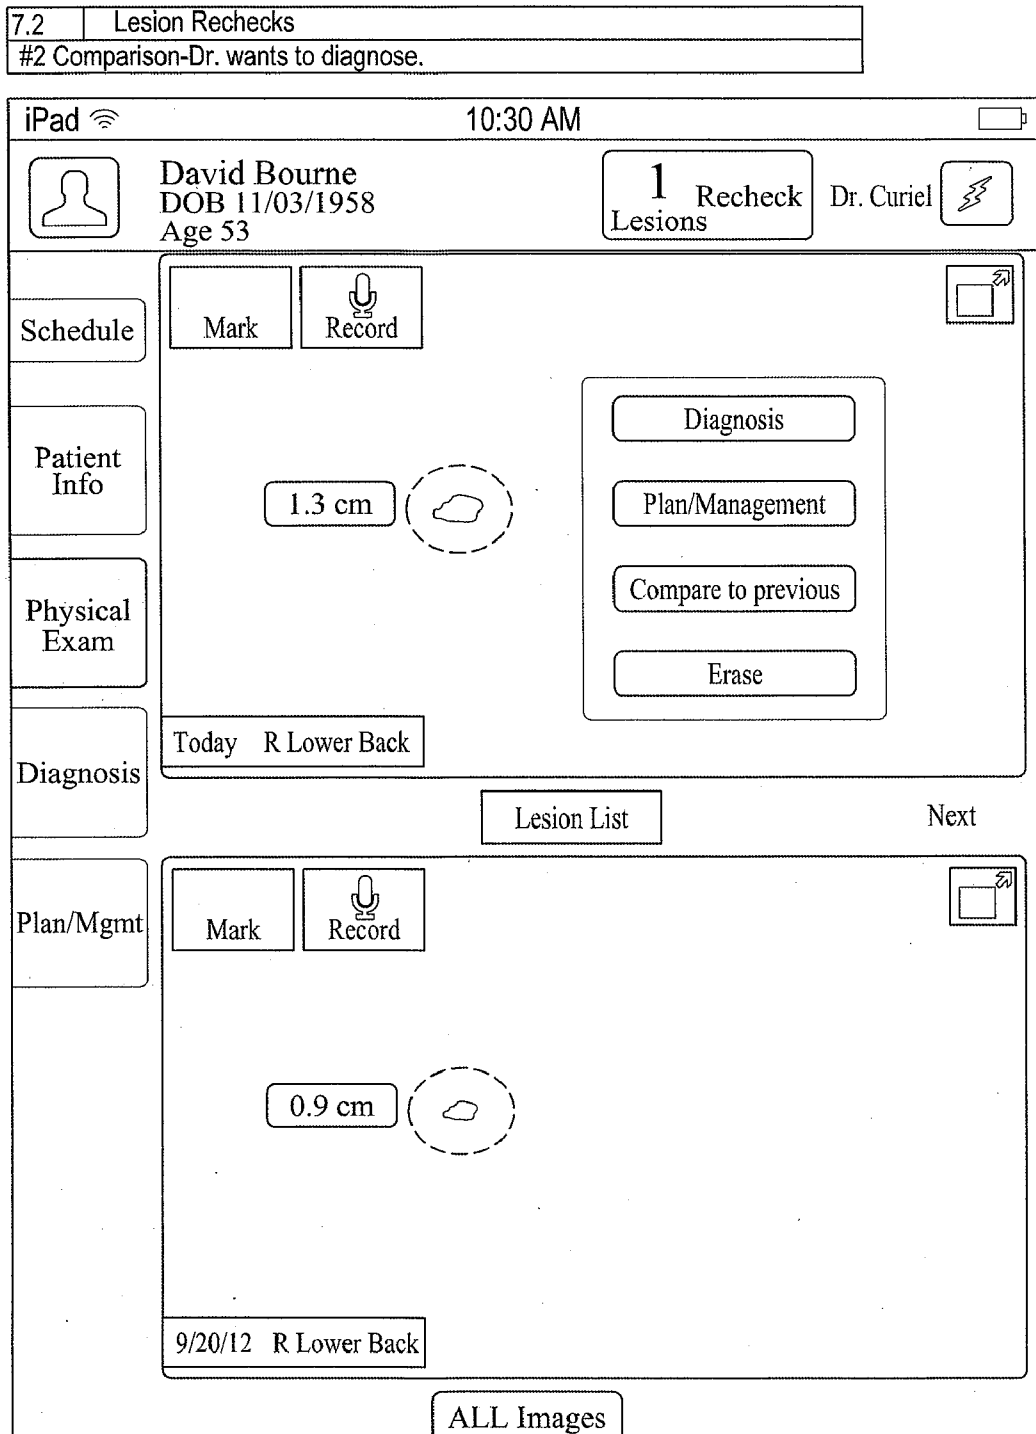 7.2 Lesion Rechecks
#2 Comparison-Dr. wants to diagnose.
iPad 10:30 AM
David Bourne
DOB 11/03/1958
Age 53
1 Recheck
Lesions
Dr. Curiel
Schedule
Patient
Info
Physical
Exam
Diagnosis
Plan/Mgmt
Mark
Record
Diagnosis
1.3 cm
Plan/Management
Compare to previous
Erase
Today R Lower Back
Lesion List
Next
Mark
Record
0.9 cm
9/20/12 R Lower Back
ALL Images